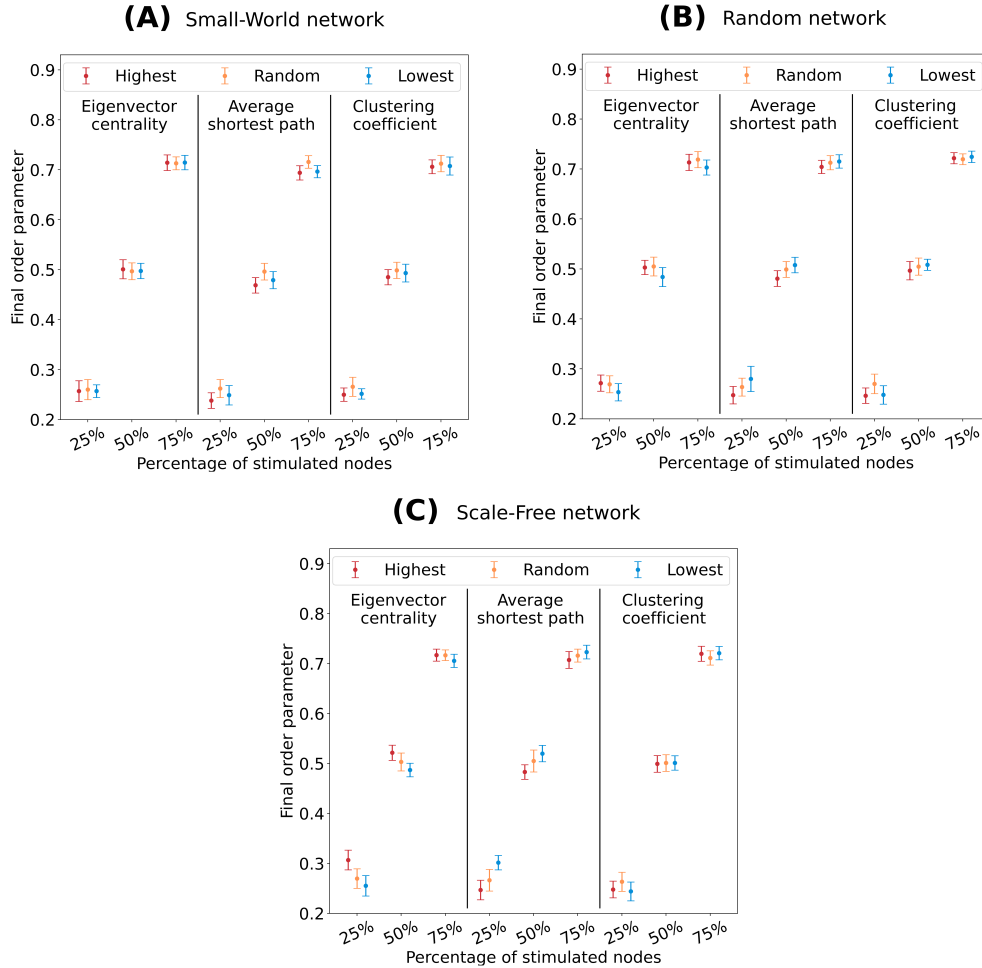 (A) Small-World network
0.9
0.8
0.7
0.6
0.5
0.4
0.3
0.2
Final order parameter
Highest Random Lowest
Eigenvector
centrality
Average
shortest path
Clustering
coefficient
25% 50% 75% 25% 50% 75% 25% 50% 75%
Percentage of stimulated nodes
(B) Random network
0.9
0.8
0.7
0.6
0.5
0.4
0.3
0.2
Final order parameter
Highest Random Lowest
Eigenvector
centrality
Average
shortest path
Clustering
coefficient
25% 50% 75% 25% 50% 75% 25% 50% 75%
Percentage of stimulated nodes
(C) Scale-Free network
0.9
0.8
0.7
0.6
0.5
0.4
0.3
0.2
Final order parameter
Highest Random Lowest
Eigenvector
centrality
Average
shortest path
Clustering
coefficient
25% 50% 75% 25% 50% 75% 25% 50% 75%
Percentage of stimulated nodes